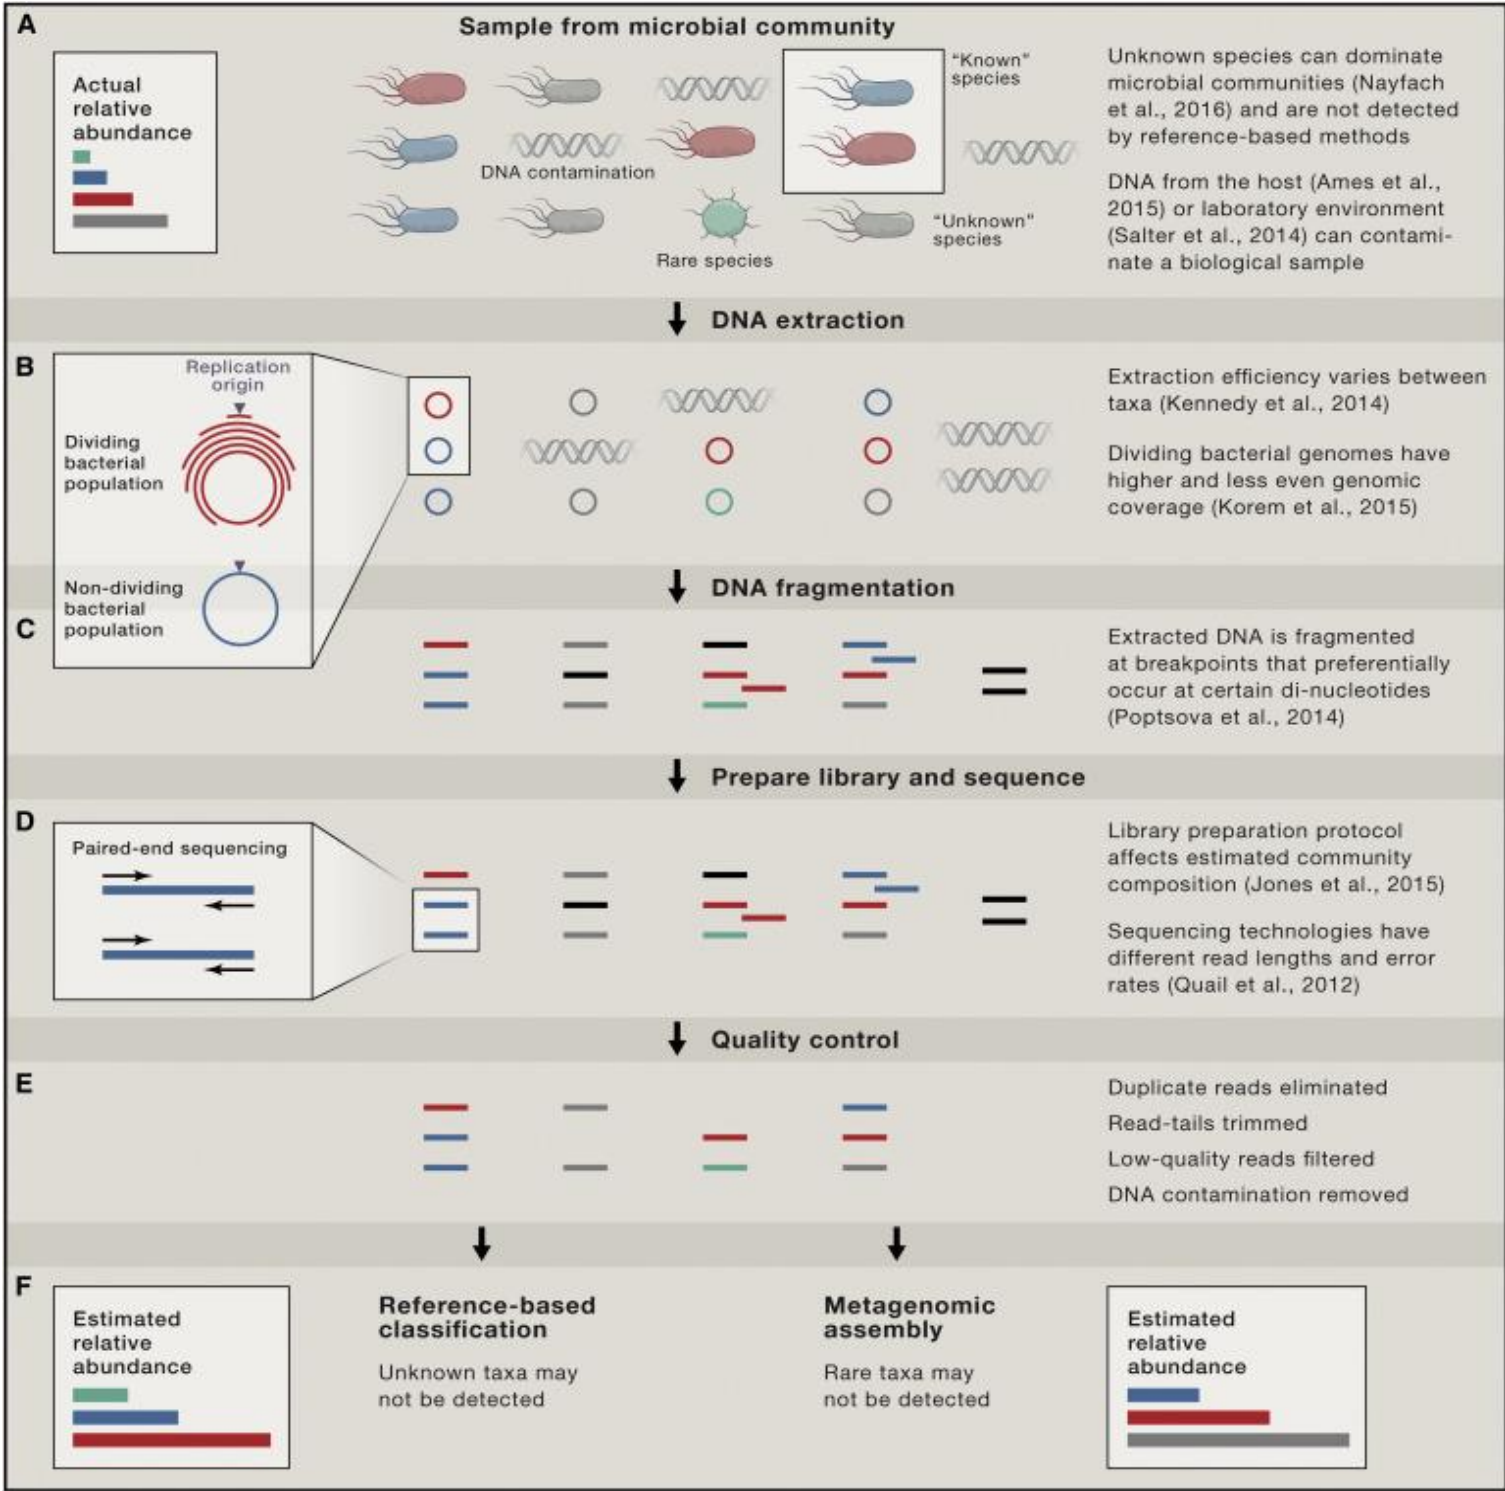 A
Sample from microbial community
Actual
relative
abundance
DNA contamination
Rare species
"Known"
species
"Unknown"
species
Unknown species can dominate
microbial communities (Nayfach
et al., 2016) and are not detected
by reference-based methods
DNA from the host (Ames et al.,
2015) or laboratory environment
(Salter et al., 2014) can contami-
nate a biological sample
DNA extraction
B
Replication
origin
Dividing
bacterial
population
Non-dividing
bacterial
population
Extraction efficiency varies between
taxa (Kennedy et al., 2014)
Dividing bacterial genomes have
higher and less even genomic
coverage (Korem et al., 2015)
DNA fragmentation
C
Extracted DNA is fragmented
at breakpoints that preferentially
occur at certain di-nucleotides
(Poptsova et al., 2014)
Prepare library and sequence
D
Paired-end sequencing
Library preparation protocol
affects estimated community
composition (Jones et al., 2015)
Sequencing technologies have
different read lengths and error
rates (Quail et al., 2012)
Quality control
E
Duplicate reads eliminated
Read-tails trimmed
Low-quality reads filtered
DNA contamination removed
F
Estimated
relative
abundance
Reference-based
classification
Unknown taxa may
not be detected
Metagenomic
assembly
Rare taxa may
not be detected
Estimated
relative
abundance